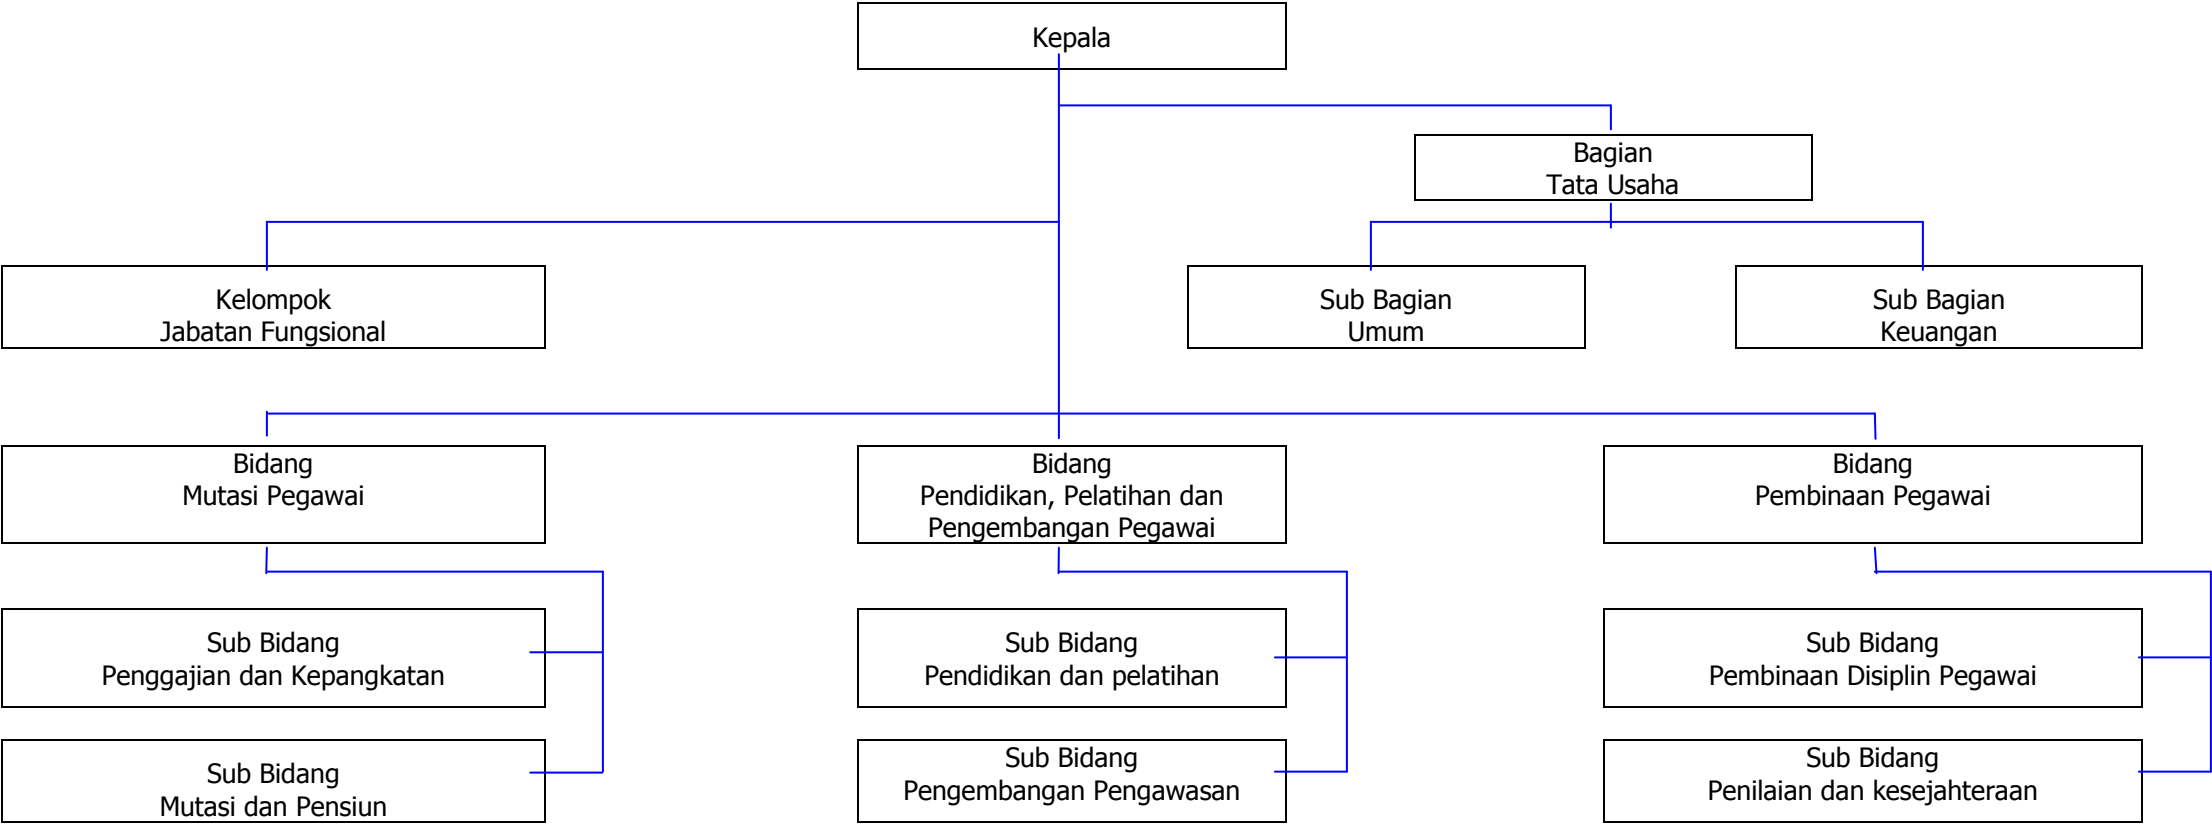 Kepala
Bagian
Tata Usaha
Kelompok
Jabatan Fungsional
Sub Bagian
Umum
Sub Bagian
Keuangan
Bidang
Mutasi Pegawai
Bidang
Pendidikan, Pelatihan dan
Pengembangan Pegawai
Bidang
Pembinaan Pegawai
Sub Bidang
Penggajian dan Kepangkatan
Sub Bidang
Pendidikan dan pelatihan
Sub Bidang
Pembinaan Disiplin Pegawai
Sub Bidang
Mutasi dan Pensiun
Sub Bidang
Pengembangan Pengawasan
Sub Bidang
Penilaian dan kesejahteraan